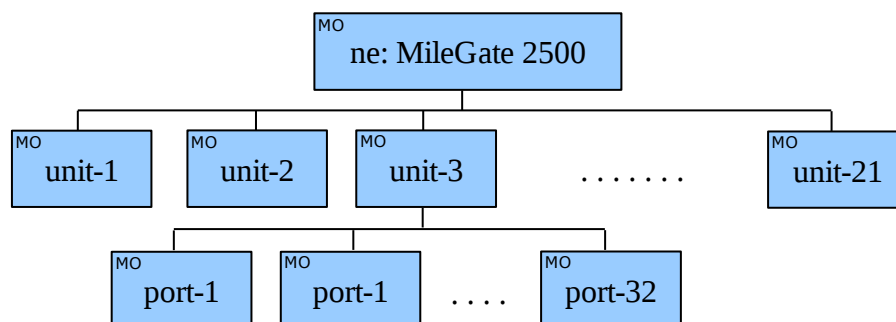 MO
ne: MileGate 2500
MO
unit-1
MO
unit-2
MO
unit-3
. . . . . . .
MO
unit-21
MO
port-1
MO
port-1
. . . .
MO
port-32